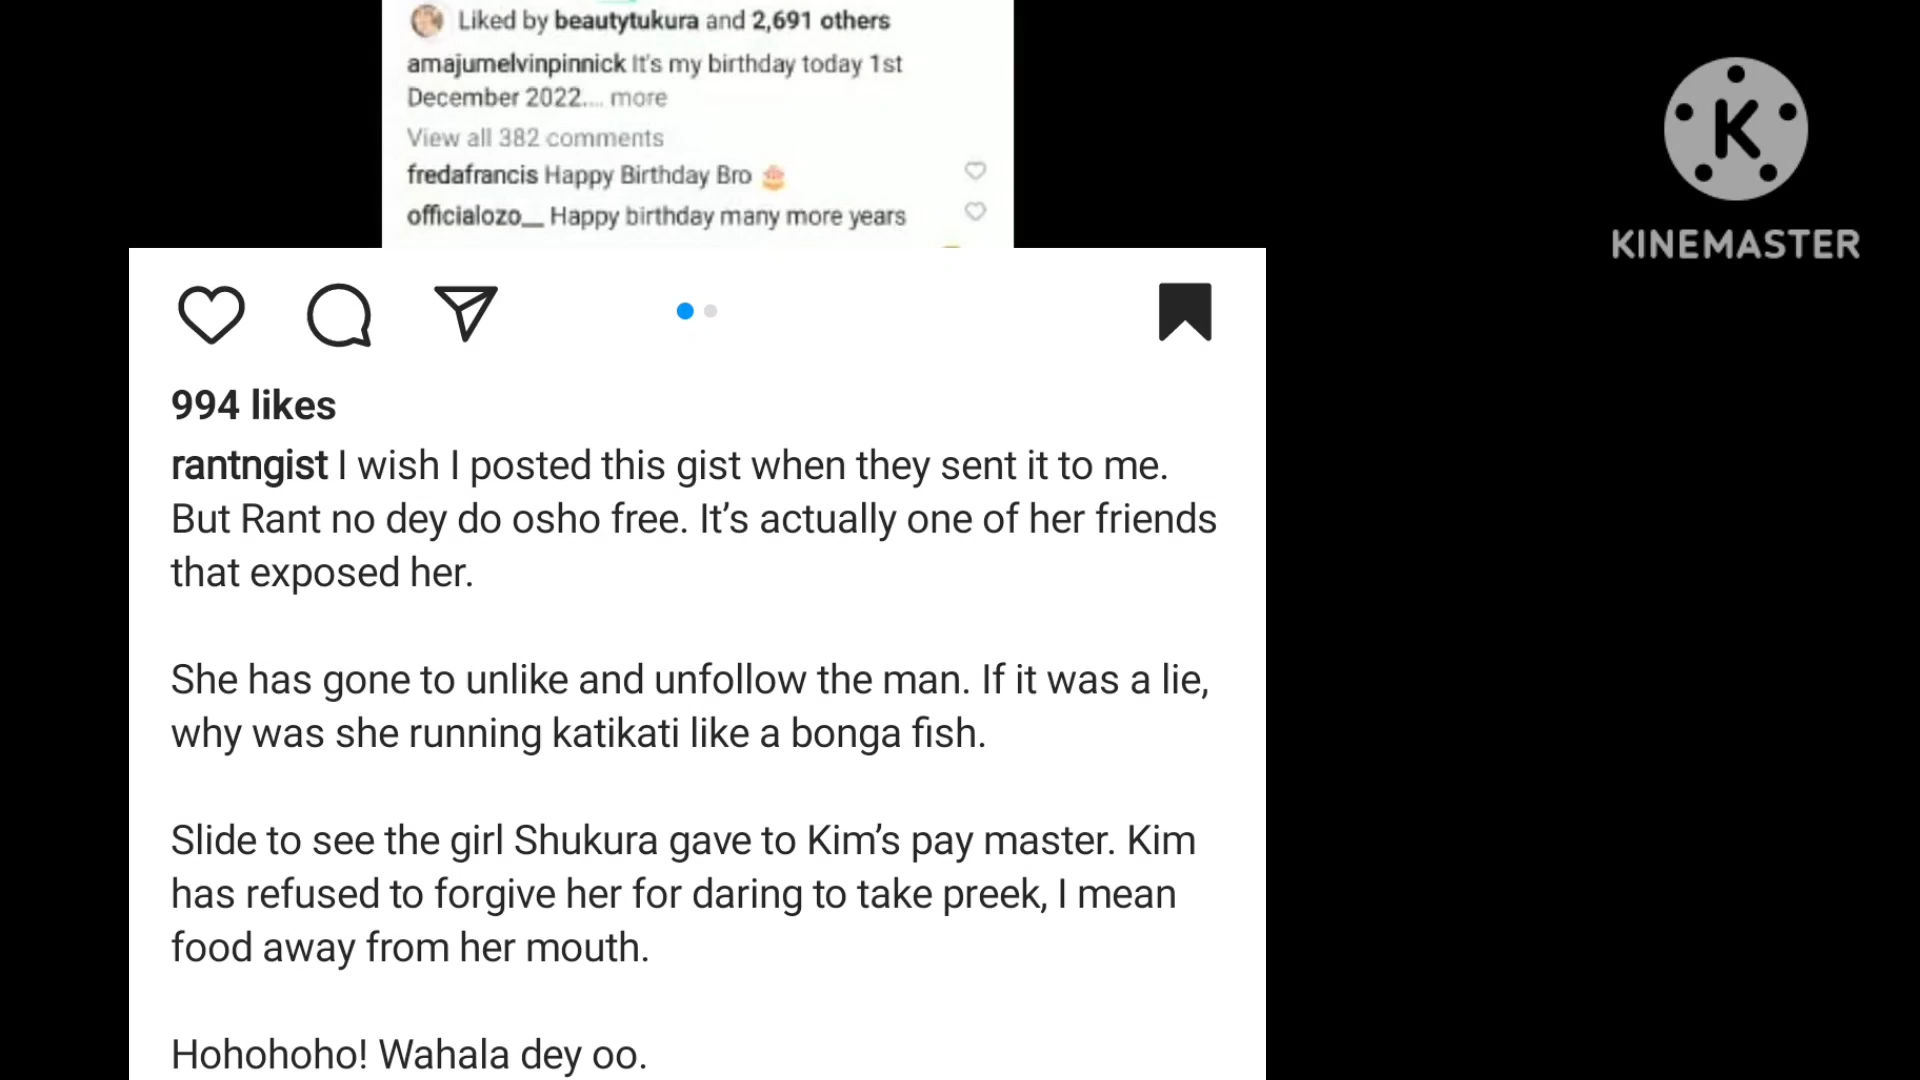 Liked by beautytukura and 2,691 others
amajumelvinpinnick It's my birthday today 1st
December 2022.... more
View all 382 comments
fredafrancis Happy Birthday Bro 🎂
officialozo__ Happy birthday many more years
K
KINEMASTER
994 likes
rantngist I wish I posted this gist when they sent it to me.
But Rant no dey do osho free. It’s actually one of her friends
that exposed her.
She has gone to unlike and unfollow the man. If it was a lie,
why was she running katikati like a bonga fish.
Slide to see the girl Shukura gave to Kim’s pay master. Kim
has refused to forgive her for daring to take preek, I mean
food away from her mouth.
Hohohoho! Wahala dey oo.